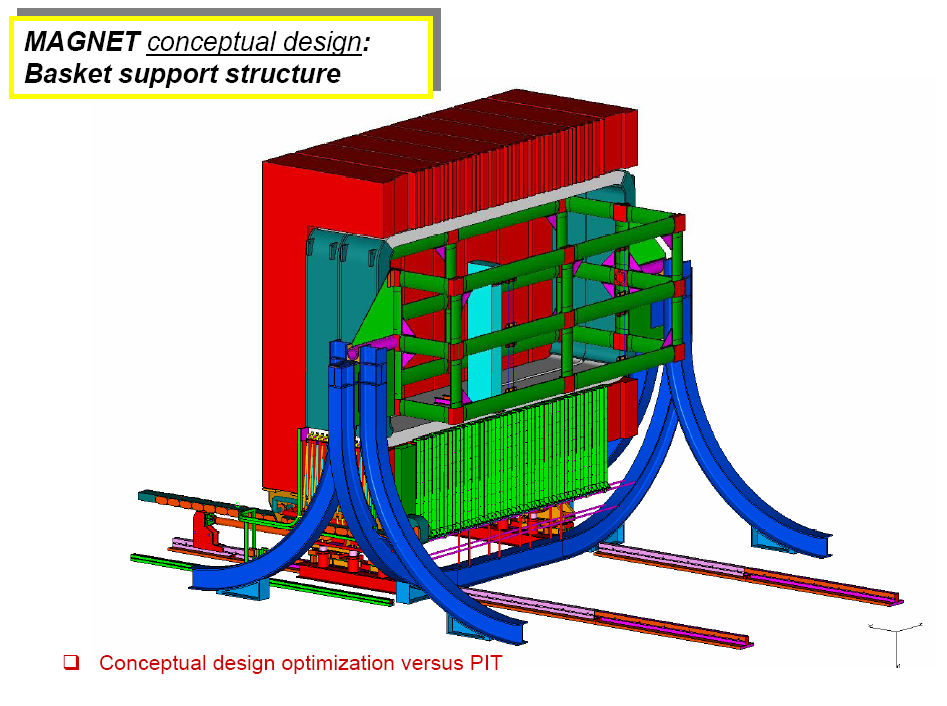 MAGNET conceptual design:
Basket support structure
Conceptual design optimization versus PIT